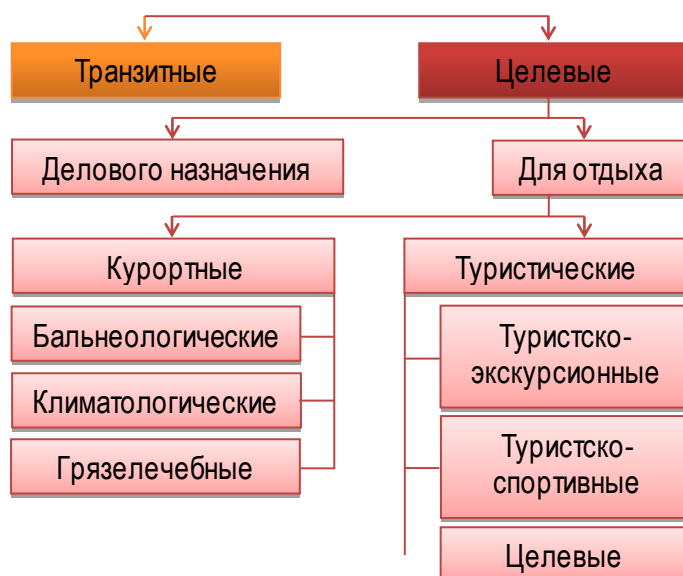 Транзитные
Целевые
Делового назначения
Для отдыха
Курортные
Туристические
Бальнеологические
Климатологические
Грязелечебные
Туристско-
экскурсионные
Туристско-
спортивные
Целевые